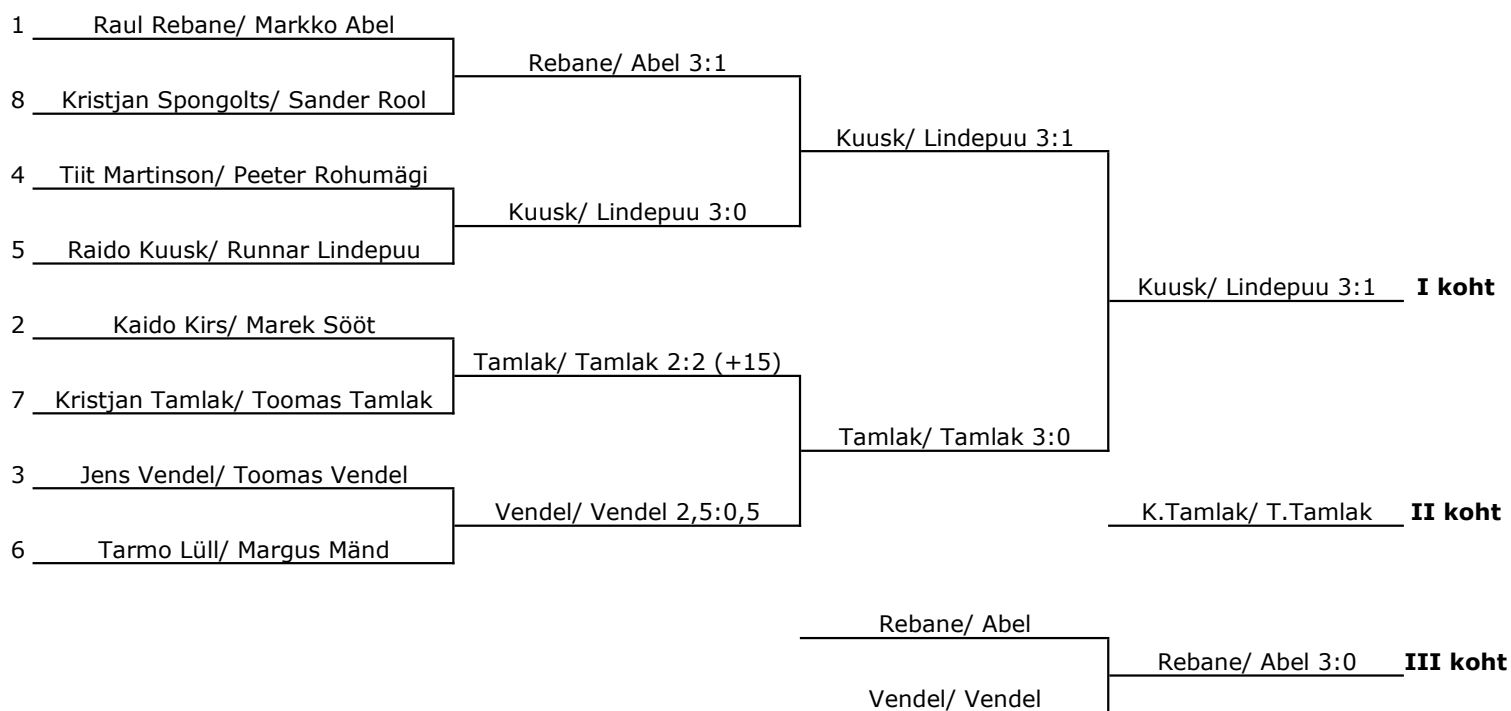 1 Raul Rebane/ Markko Abel
Rebane/ Abel 3:1
8 Kristjan Spongolts/ Sander Rool
Kuusk/ Lindepuu 3:1
4 Tiit Martinson/ Peeter Rohumägi
Kuusk/ Lindepuu 3:0
5 Raido Kuusk/ Runnar Lindepuu
Kuusk/ Lindepuu 3:1 I koht
2 Kaido Kirs/ Marek Sööt
Tamlak/ Tamlak 2:2 (+15)
7 Kristjan Tamlak/ Toomas Tamlak
Tamlak/ Tamlak 3:0
3 Jens Vendel/ Toomas Vendel
Vendel/ Vendel 2,5:0,5
K.Tamlak/ T.Tamlak II koht
6 Tarmo Lüll/ Margus Mänd
Rebane/ Abel
Rebane/ Abel 3:0 III koht
Vendel/ Vendel